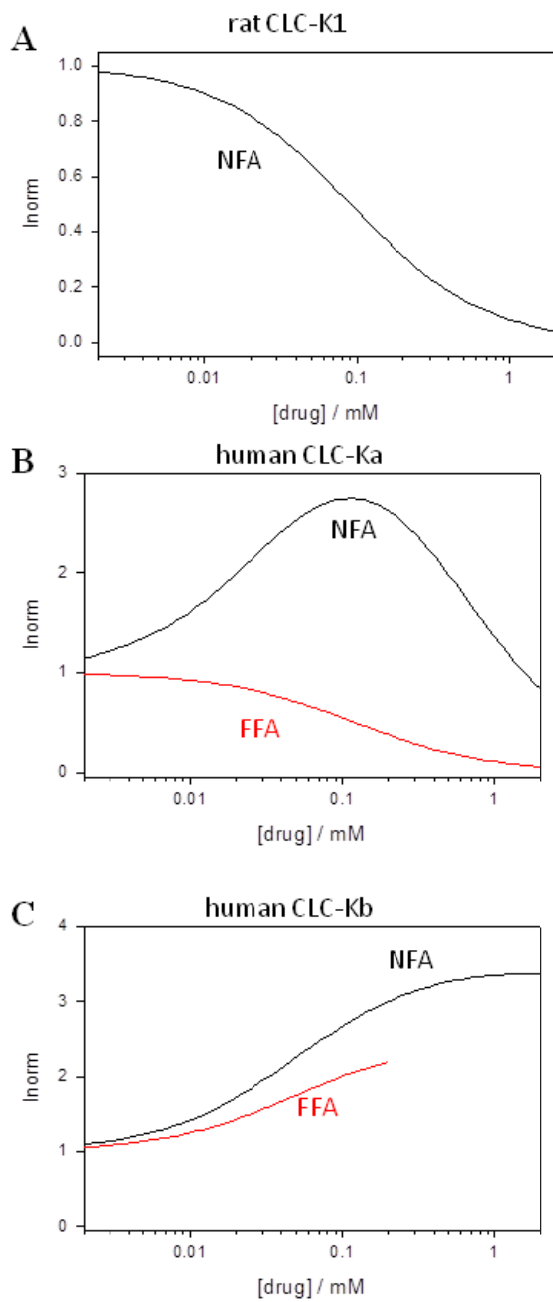 A
rat CLC-K1
1.0
0.8
0.6
0.4
0.2
0.0
Inorm
NFA
0.01
0.1
1
[drug] / mM
B
human CLC-Ka
3
2
1
0
Inorm
NFA
FFA
0.01
0.1
1
[drug] / mM
C
human CLC-Kb
4
3
2
1
0
Inorm
NFA
FFA
0.01
0.1
1
[drug] / mM